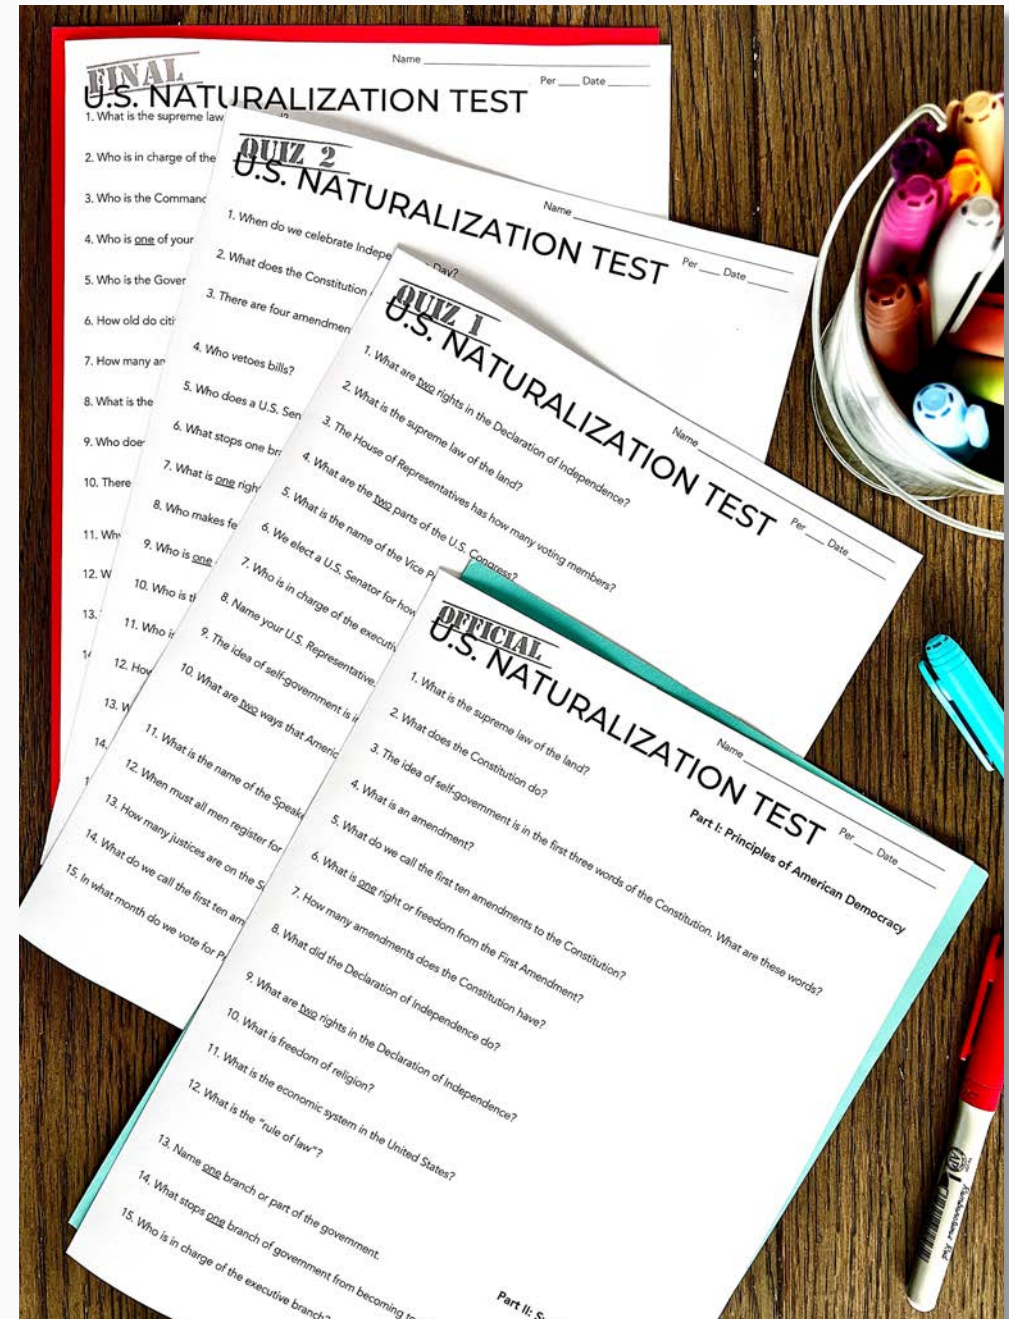 FINAL
Name
Per Date
U.S. NATURALIZATION TEST
1. What is the supreme law
2. Who is in charge of the
3. Who is the Command
4. Who is one of your
5. Who is the Gover
6. How old do citi
7. How many am
8. What is the
9. Who doe
10. There
11. Wh
12. W
13.
QUIZ 2
Name
Per Date
U.S. NATURALIZATION TEST
1. When do we celebrate Indepe Day?
2. What does the Constitution
3. There are four amendmen
4. Who vetoes bills?
5. Who does a U.S. Sen
6. What stops one bra
7. What is one righ
8. Who makes fe
9. Who is one
10. Who is th
11. Who is
12. How
13. W
14.
QUIZ 1
Name
Per Date
U.S. NATURALIZATION TEST
1. What are two rights in the Declaration of Independence?
2. What is the supreme law of the land?
3. The House of Representatives has how many voting members?
4. What are the two parts of the U.S. Congress?
5. What is the name of the Vice P
6. We elect a U.S. Senator for how
7. Who is in charge of the executi
8. Name your U.S. Representative.
9. The idea of self-government is i
10. What are two ways that Americ
11. What is the name of the Speake
12. When must all men register for
13. How many justices are on the S
14. What do we call the first ten am
15. In what month do we vote for P
OFFICIAL
Name
Per Date
U.S. NATURALIZATION TEST
Part I: Principles of American Democracy
1. What is the supreme law of the land?
2. What does the Constitution do?
3. The idea of self-government is in the first three words of the Constitution. What are these words?
4. What is an amendment?
5. What do we call the first ten amendments to the Constitution?
6. What is one right or freedom from the First Amendment?
7. How many amendments does the Constitution have?
8. What did the Declaration of Independence do?
9. What are two rights in the Declaration of Independence?
10. What is freedom of religion?
11. What is the economic system in the United States?
12. What is the "rule of law"?
13. Name one branch or part of the government.
14. What stops one branch of government from becoming to
15. Who is in charge of the executive branch?
Part II: S